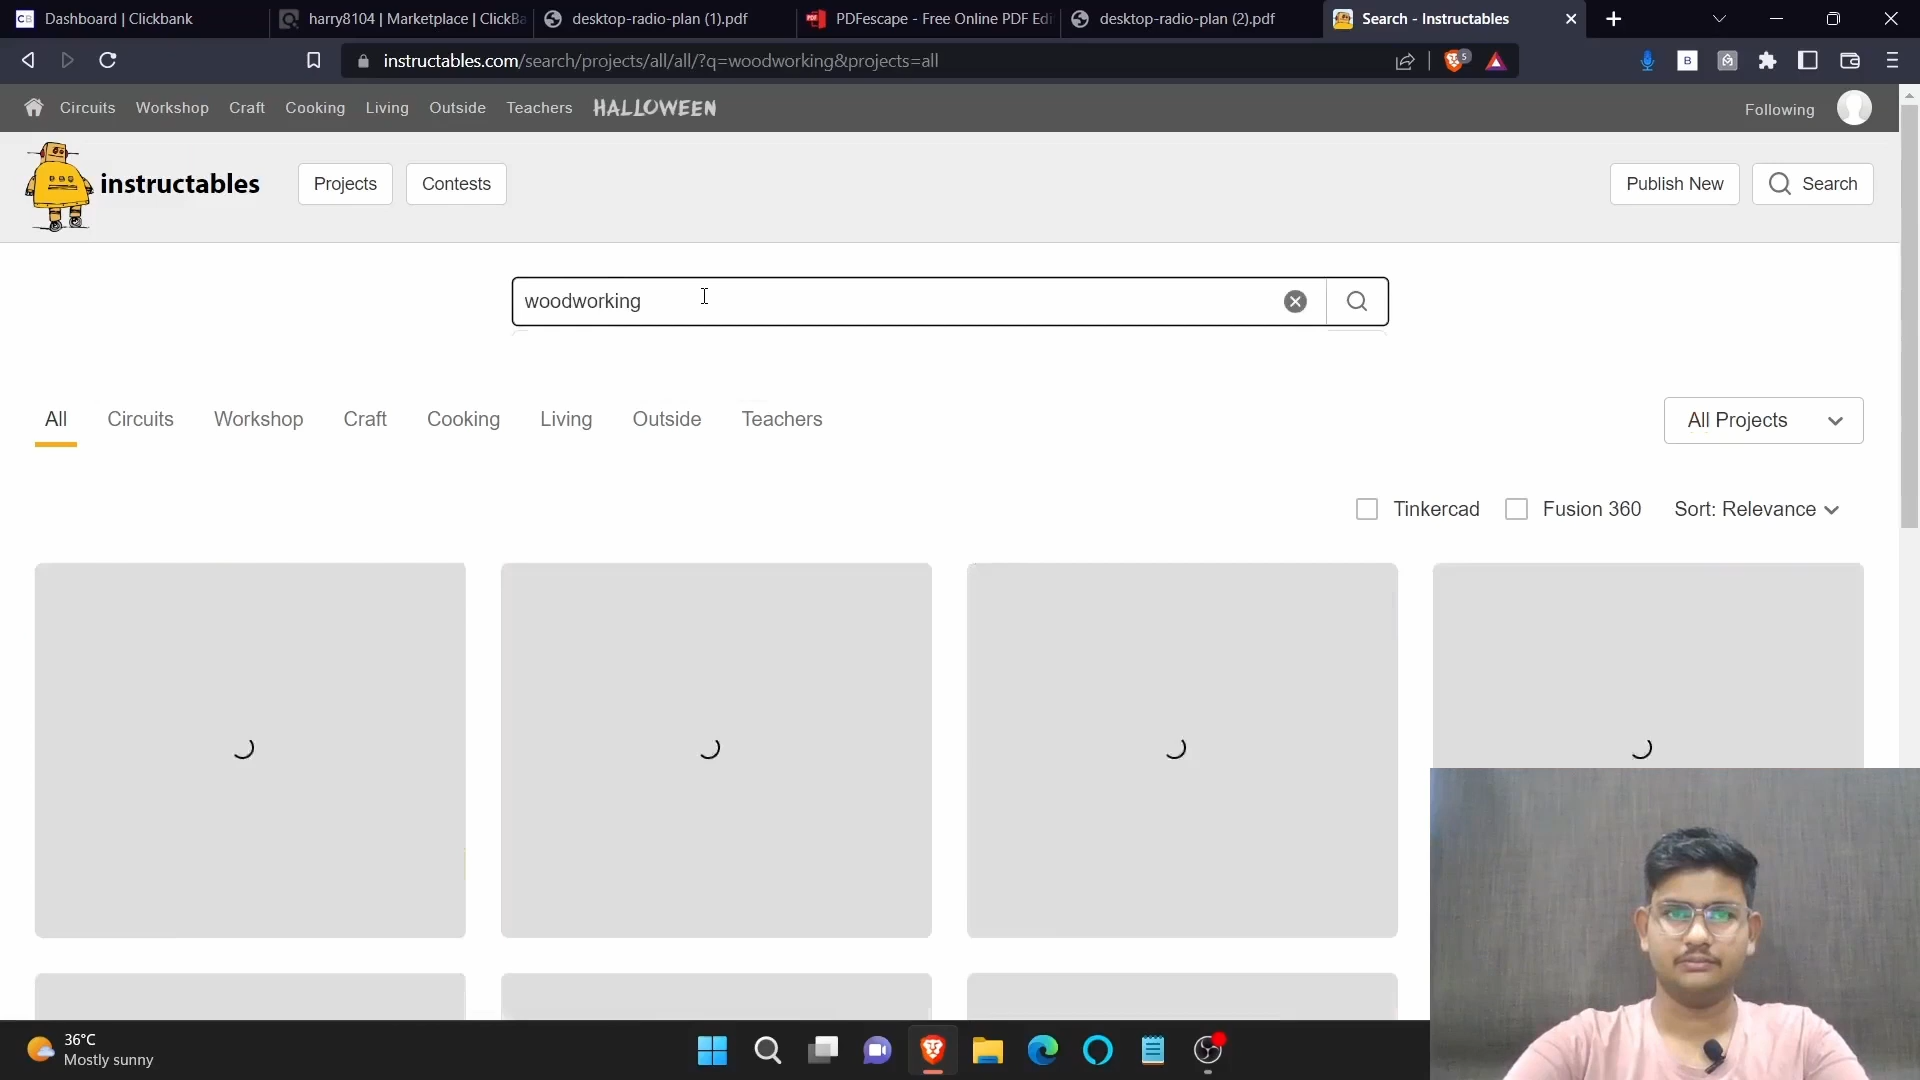 Dashboard | Clickbank
harry8104 | Marketplace | ClickBa
desktop-radio-plan (1).pdf
PDFescape - Free Online PDF Edi
desktop-radio-plan (2).pdf
Search - Instructables
instructables.com/search/projects/all/all/?q=woodworking&projects=all
5
B
Circuits Workshop Craft Cooking Living Outside Teachers HALLOWEEN
Following
instructables
Projects
Contests
Publish New
Search
woodworking
All Circuits Workshop Craft Cooking Living Outside Teachers
All Projects
Tinkercad
Fusion 360
Sort: Relevance
36°C
Mostly sunny